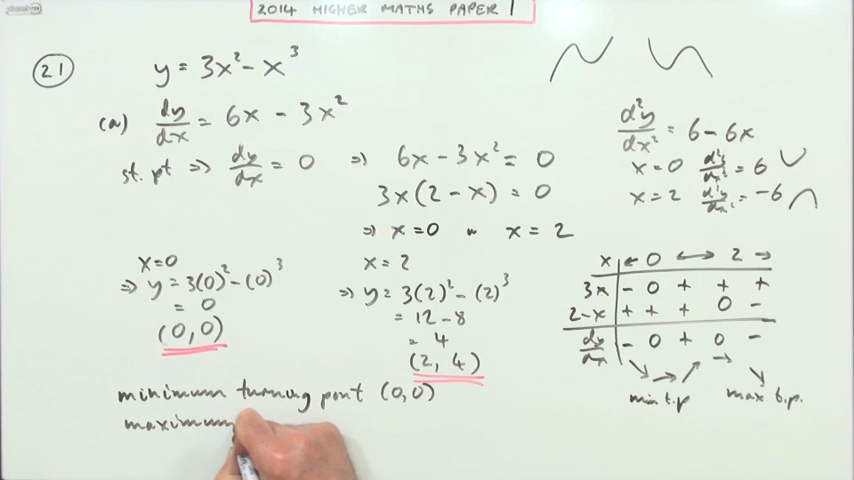 2014 HIGHER MATHS PAPER 1
21
y = 3x² - x³
(a) dy/dx = 6x - 3x²
st. pt ⇒ dy/dx = 0 ⇒ 6x - 3x² = 0
3x(2 - x) = 0
⇒ x=0 or x = 2
x=0
⇒ y = 3(0)² - (0)³
= 0
(0,0)
x = 2
⇒ y = 3(2)² - (2)³
= 12 - 8
= 4
(2, 4)
minimum turning point (0,0)
maximum
d²y/dx² = 6 - 6x
x=0 d²y/dx² = 6
x=2 d²y/dx² = -6
x ← 0 ↔ 2 →
3x - 0 + + +
2-x + + + 0 -
dy/dx - 0 + 0 -
min t.p max t.p.